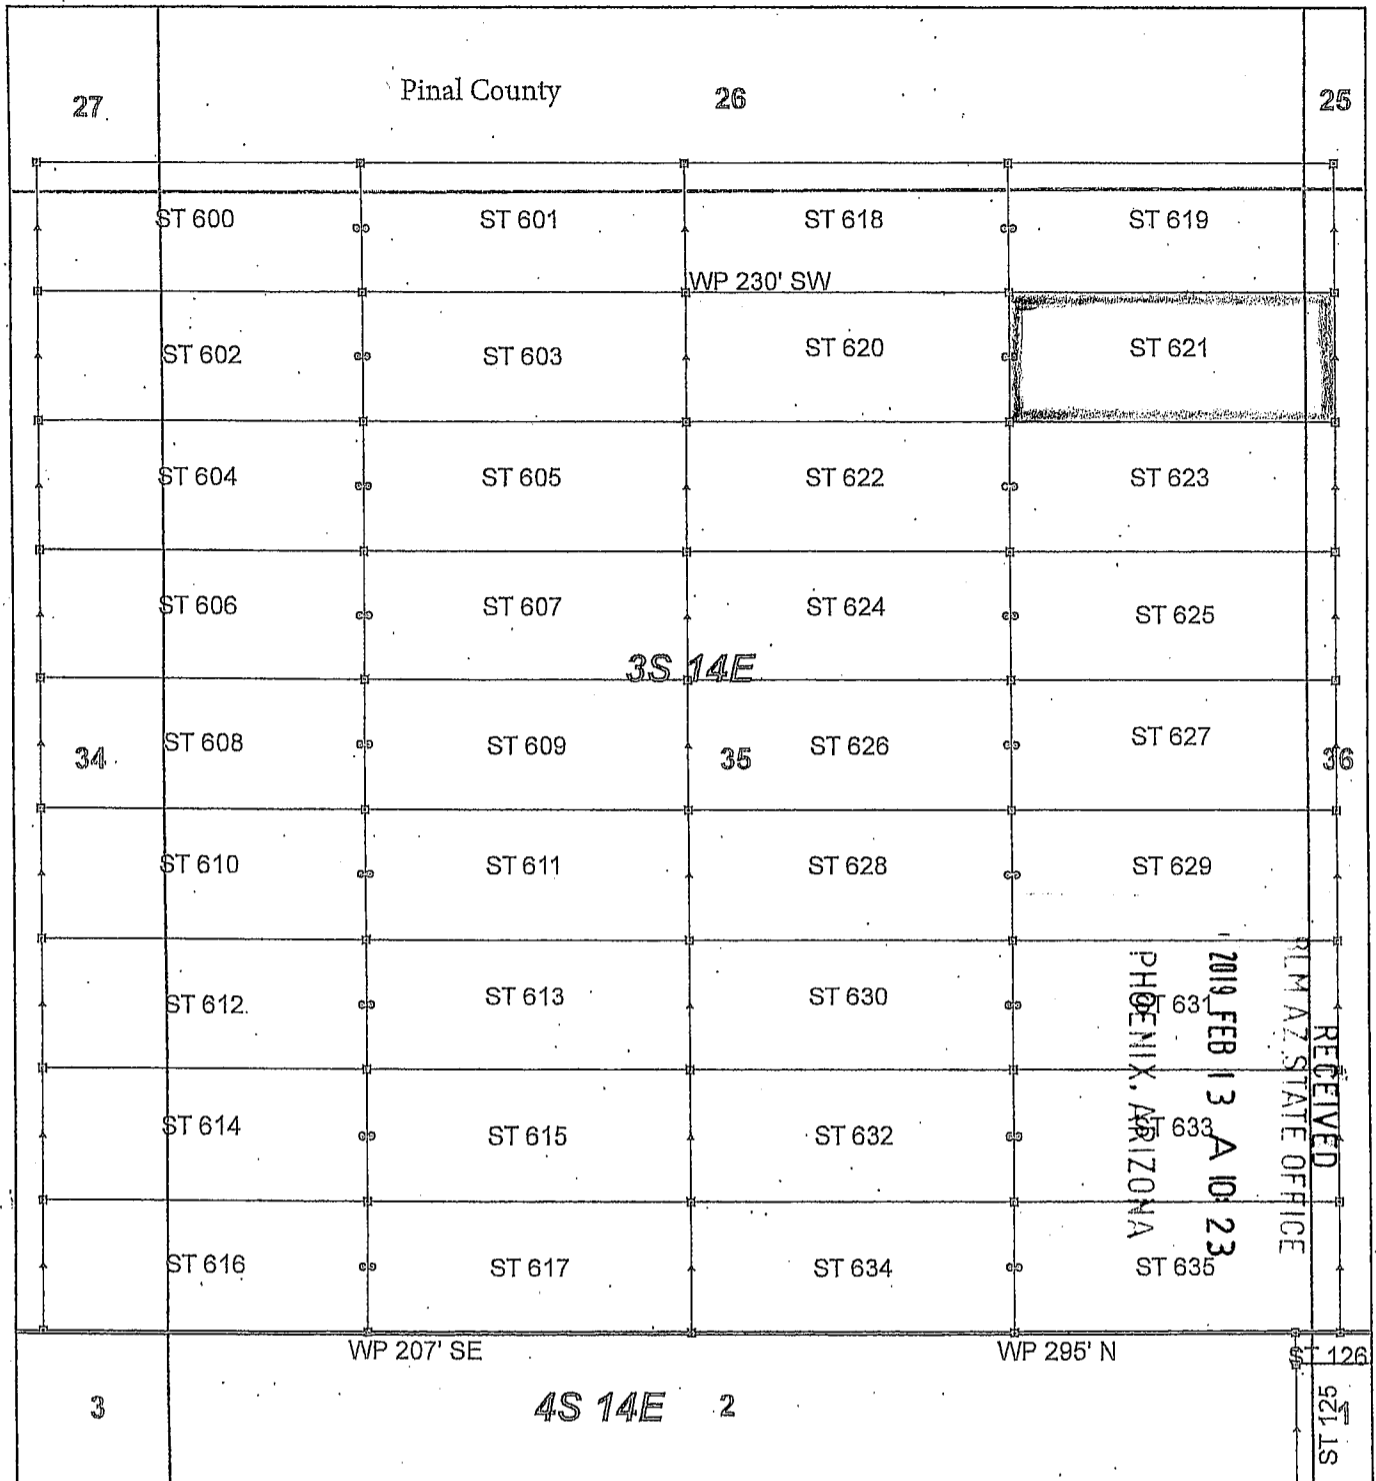 27 Pinal County 26 25
ST 600 ST 601 ST 618 ST 619
WP 230' SW
ST 602 ST 603 ST 620 ST 621
ST 604 ST 605 ST 622 ST 623
ST 606 ST 607 ST 624 ST 625
3S 14E
ST 608 ST 609 ST 626 ST 627
34 35 36
ST 610 ST 611 ST 628 ST 629
ST 612 ST 613 ST 630 ST 631
ST 614 ST 615 ST 632 ST 633
ST 616 ST 617 ST 634 ST 635
RECEIVED
BLM AZ STATE OFFICE
2019 FEB 13 A 10:23
PHOENIX, ARIZONA
WP 207' SE WP 295' N ST 126
3 4S 14E 2 ST 125